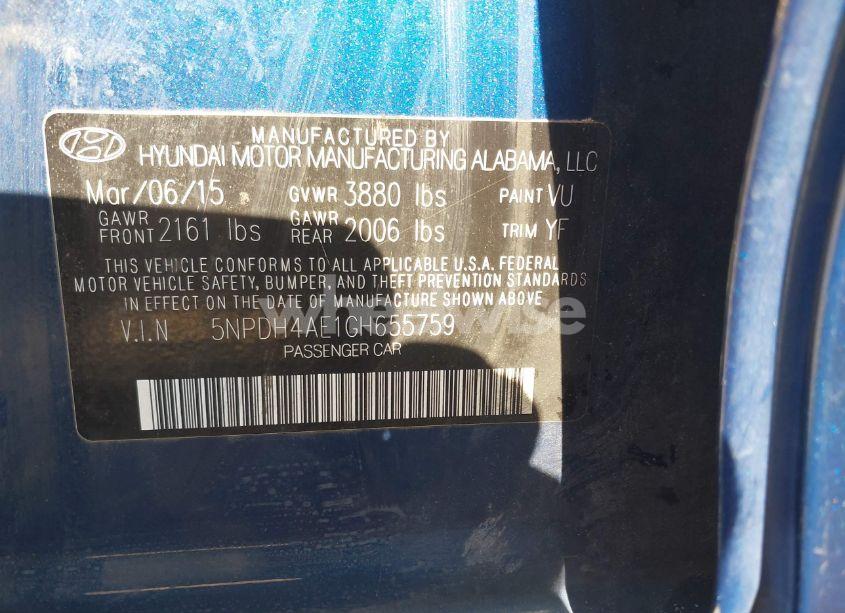 MANUFACTURED BY
HYUNDAI MOTOR MANUFACTURING ALABAMA, LLC
Mar/06/15 GVWR 3880 lbs PAINT VU
GAWR FRONT 2161 lbs GAWR REAR 2006 lbs TRIM YF
THIS VEHICLE CONFORMS TO ALL APPLICABLE U.S.A. FEDERAL
MOTOR VEHICLE SAFETY, BUMPER, AND THEFT PREVENTION STANDARDS
IN EFFECT ON THE DATE OF MANUFACTURE SHOWN ABOVE
V.I.N 5NPDH4AE1GH655759
PASSENGER CAR